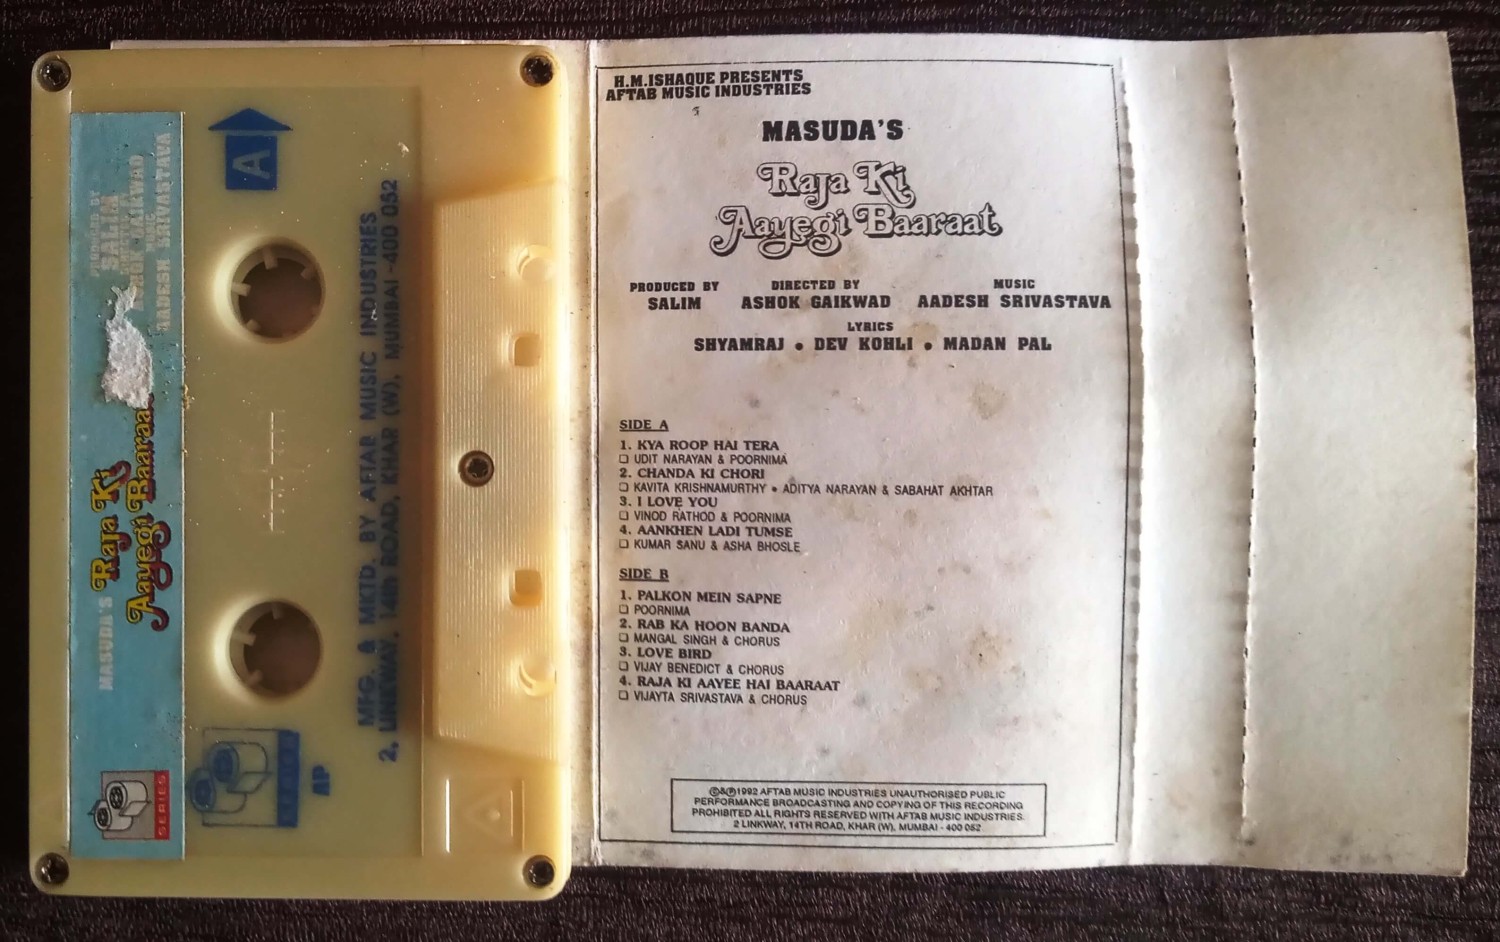 PRODUCED BY
SALIM
GAIKWAD
MUSIC
AADESH SRIVASTAVA
MASUDA'S
Raja Ki
Aayegi Baaraa
SERIES
A
MFG. & MKTD. BY AFTAB MUSIC INDUSTRIES
2, LINKWAY, 14th ROAD, KHAR (W), MUMBAI-400 052
AP
H.M.ISHAQUE PRESENTS
AFTAB MUSIC INDUSTRIES
MASUDA'S
Raja Ki
Aayegi Baaraat
PRODUCED BY DIRECTED BY MUSIC
SALIM ASHOK GAIKWAD AADESH SRIVASTAVA
LYRICS
SHYAMRAJ • DEV KOHLI • MADAN PAL
SIDE A
1. KYA ROOP HAI TERA
❏ UDIT NARAYAN & POORNIMA
2. CHANDA KI CHORI
❏ KAVITA KRISHNAMURTHY • ADITYA NARAYAN & SABAHAT AKHTAR
3. I LOVE YOU
❏ VINOD RATHOD & POORNIMA
4. AANKHEN LADI TUMSE
❏ KUMAR SANU & ASHA BHOSLE
SIDE B
1. PALKON MEIN SAPNE
❏ POORNIMA
2. RAB KA HOON BANDA
❏ MANGAL SINGH & CHORUS
3. LOVE BIRD
❏ VIJAY BENEDICT & CHORUS
4. RAJA KI AAYEE HAI BAARAAT
❏ VIJAYTA SRIVASTAVA & CHORUS
©&℗1992 AFTAB MUSIC INDUSTRIES UNAUTHORISED PUBLIC
PERFORMANCE BROADCASTING AND COPYING OF THIS RECORDING
PROHIBITED ALL RIGHTS RESERVED WITH AFTAB MUSIC INDUSTRIES.
2 LINKWAY, 14TH ROAD, KHAR (W). MUMBAI - 400 052